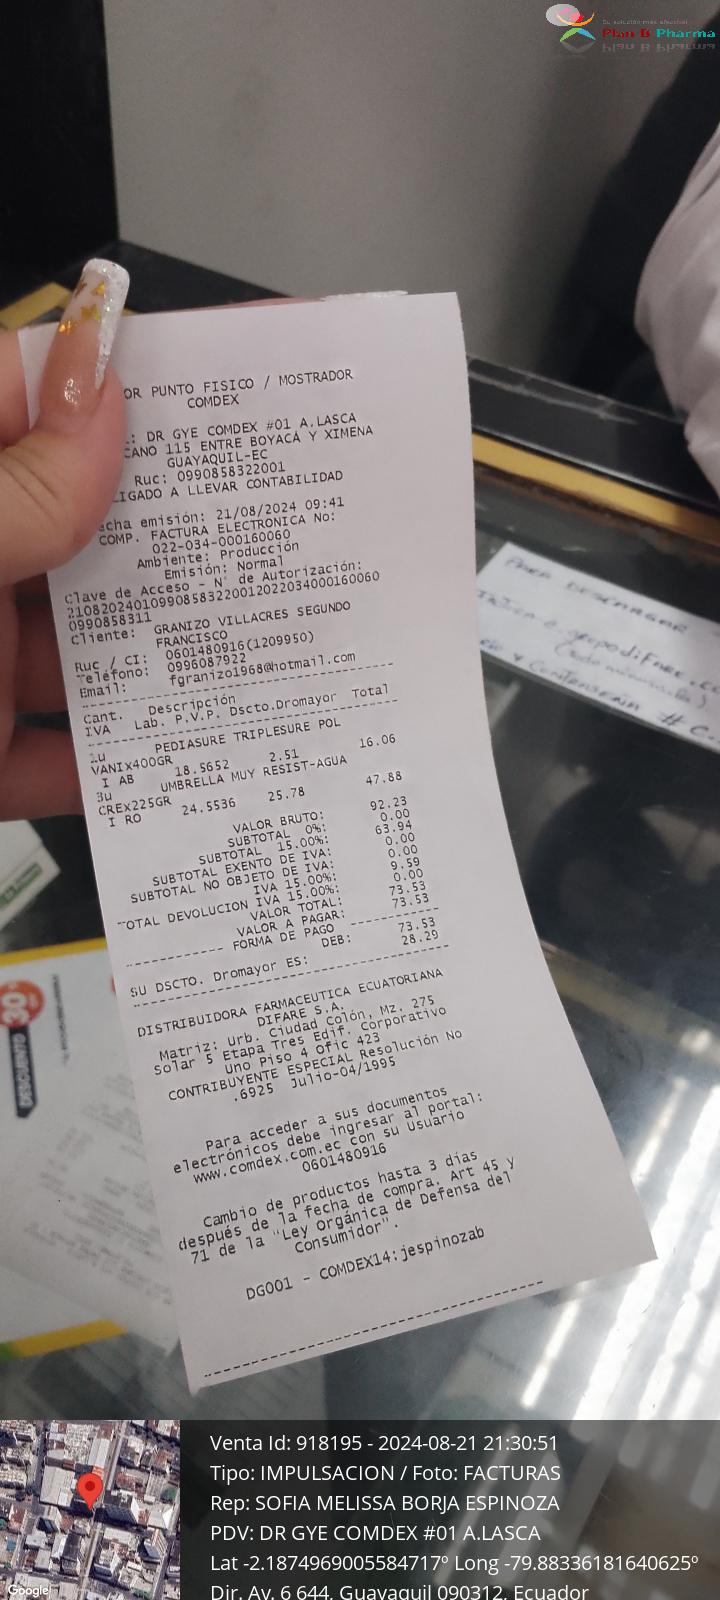 Su solución más efectiva!
Plan B Pharma
OR PUNTO FISICO / MOSTRADOR
COMDEX
.: DR GYE COMDEX #01 A.LASCA
CANO 115 ENTRE BOYACA Y XIMENA
GUAYAQUIL-EC
Ruc: 0990858322001
LIGADO A LLEVAR CONTABILIDAD
echa emisión: 21/08/2024 09:41
COMP. FACTURA ELECTRONICA No:
022-034-000160060
Ambiente: Producción
Emisión: Normal
Clave de Acceso - N° de Autorización:
210820240109908583220012022034000160060
0990858311
Cliente: GRANIZO VILLACRES SEGUNDO
FRANCISCO
Ruc / CI: 0601480916(1209950)
Teléfono: 0996087922
Email: fgranizo1968@hotmail.com
Cant. Descripción
IVA Lab. P.V.P. Dscto.Dromayor Total
1u PEDIASURE TRIPLESURE POL
VANIX400GR
I AB 18.5652 2.51 16.06
3u UMBRELLA MUY RESIST-AGUA
CREX225GR
I RO 24.5536 25.78 47.88
VALOR BRUTO: 92.23
SUBTOTAL 0%: 0.00
SUBTOTAL 15.00%: 63.94
SUBTOTAL EXENTO DE IVA: 0.00
SUBTOTAL NO OBJETO DE IVA: 0.00
IVA 15.00%: 9.59
TOTAL DEVOLUCION IVA 15.00%: 0.00
VALOR TOTAL: 73.53
VALOR A PAGAR: 73.53
FORMA DE PAGO
DEB: 73.53
SU DSCTO. Dromayor ES: 28.29
DISTRIBUIDORA FARMACEUTICA ECUATORIANA
DIFARE S.A.
Matriz: Urb. Ciudad Colón, Mz. 275
Solar 5 Etapa Tres Edif. Corporativo
Uno Piso 4 Ofic 423
CONTRIBUYENTE ESPECIAL Resolución No
.6925 Julio-04/1995
Para acceder a sus documentos
electrónicos debe ingresar al portal:
www.comdex.com.ec con su Usuario
0601480916
Cambio de productos hasta 3 días
después de la fecha de compra. Art 45 y
71 de la "Ley Orgánica de Defensa del
Consumidor".
DG001 - COMDEX14:jespinozab
PARA DESCARGAR
30
DESCUENTO
Google
Venta Id: 918195 - 2024-08-21 21:30:51
Tipo: IMPULSACION / Foto: FACTURAS
Rep: SOFIA MELISSA BORJA ESPINOZA
PDV: DR GYE COMDEX #01 A.LASCA
Lat -2.1874969005584717º Long -79.88336181640625º
Dir. Av. 6 644, Guayaquil 090312, Ecuador